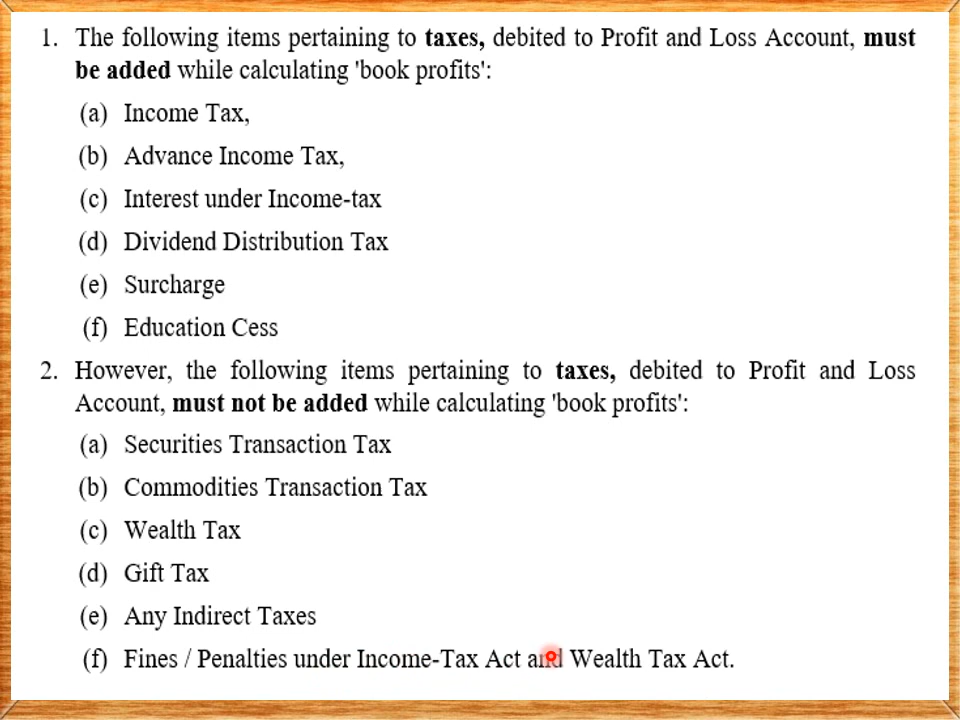 1. The following items pertaining to taxes, debited to Profit and Loss Account, must
be added while calculating 'book profits':
(a) Income Tax,
(b) Advance Income Tax,
(c) Interest under Income-tax
(d) Dividend Distribution Tax
(e) Surcharge
(f) Education Cess
2. However, the following items pertaining to taxes, debited to Profit and Loss
Account, must not be added while calculating 'book profits':
(a) Securities Transaction Tax
(b) Commodities Transaction Tax
(c) Wealth Tax
(d) Gift Tax
(e) Any Indirect Taxes
(f) Fines / Penalties under Income-Tax Act and Wealth Tax Act.